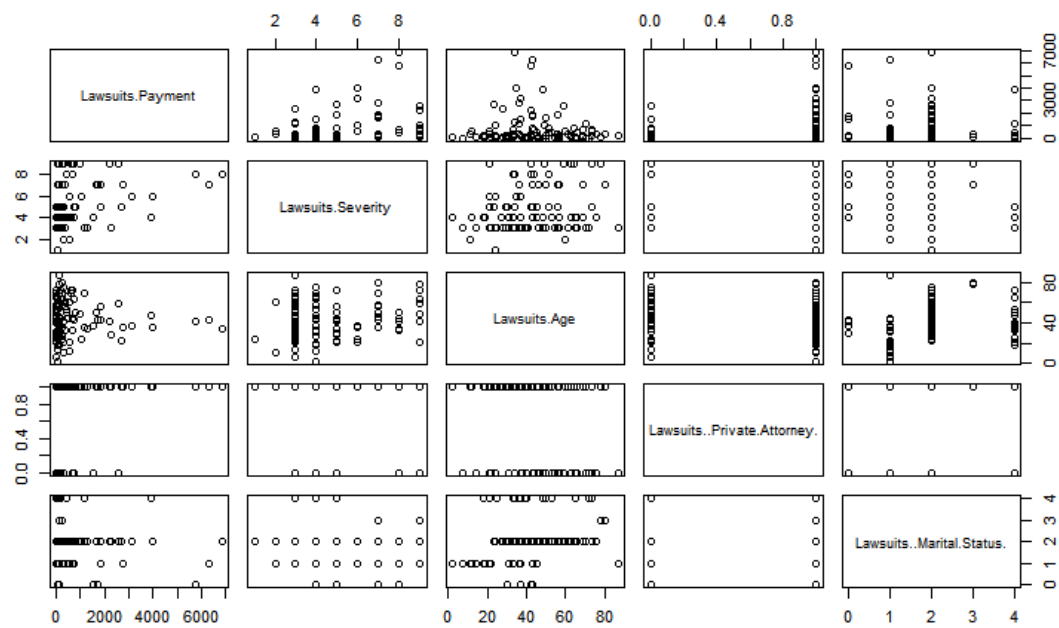 2 4 6 8
0.0 0.4 0.8
Lawsuits.Payment
0 3000 7000
2 4 6 8
Lawsuits.Severity
Lawsuits.Age
0 40 80
0.0 0.4 0.8
Lawsuits..Private.Attorney.
Lawsuits..Marital.Status.
0 1 2 3 4
0 2000 4000 6000
0 20 40 60 80
0 1 2 3 4